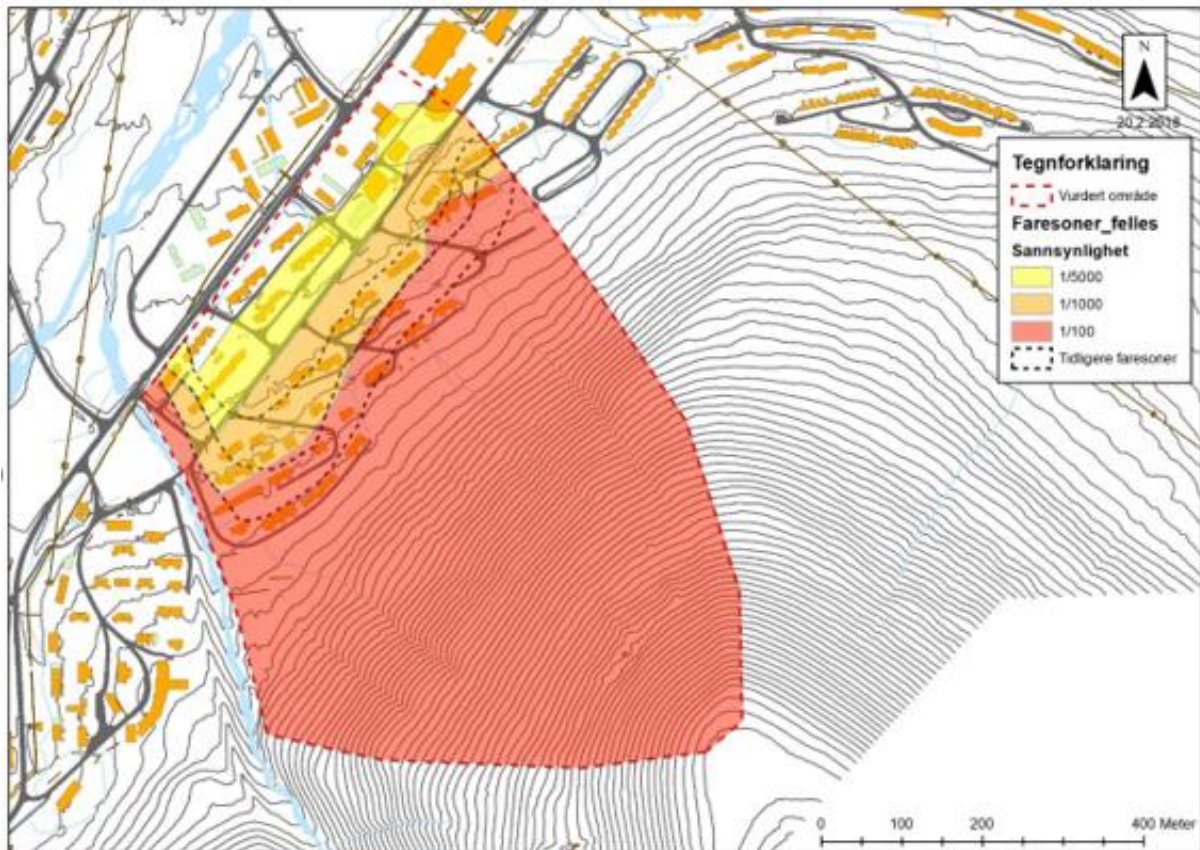 N
20.2.2018
Tegnforklaring
Vurdert område
Faresoner_felles
Sannsynlighet
1/5000
1/1000
1/100
Tidligere faresoner
0 100 200 400 Meter